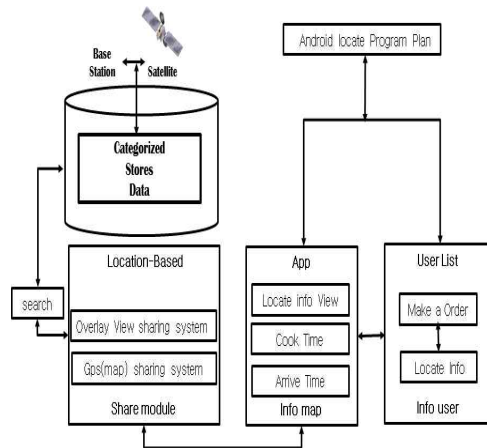 Base
Station
Satellite
Android locate Program Plan
Categorized
Stores
Data
Location-Based
App
User List
search
Overlay View sharing system
Gps(map) sharing system
Share module
Locate info View
Cook Time
Arrive Time
Info map
Make a Order
Locate Info
Info user